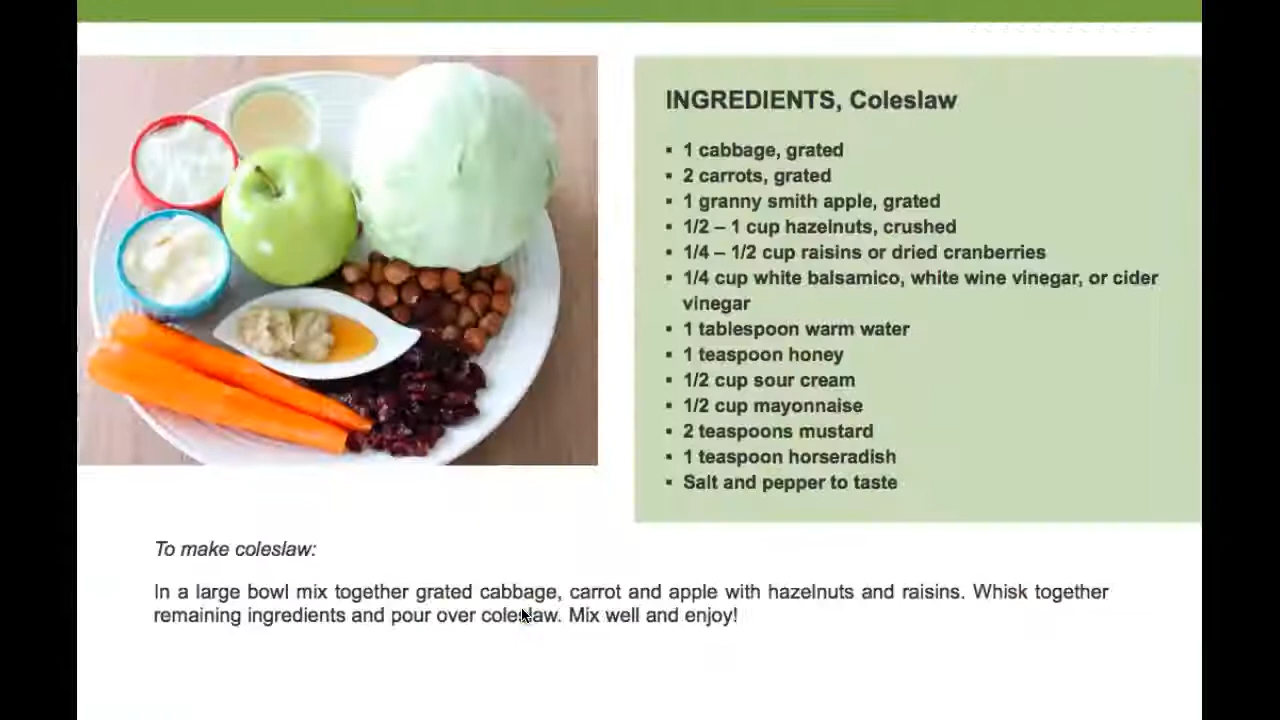 INGREDIENTS, Coleslaw
▪ 1 cabbage, grated
▪ 2 carrots, grated
▪ 1 granny smith apple, grated
▪ 1/2 – 1 cup hazelnuts, crushed
▪ 1/4 – 1/2 cup raisins or dried cranberries
▪ 1/4 cup white balsamico, white wine vinegar, or cider
vinegar
▪ 1 tablespoon warm water
▪ 1 teaspoon honey
▪ 1/2 cup sour cream
▪ 1/2 cup mayonnaise
▪ 2 teaspoons mustard
▪ 1 teaspoon horseradish
▪ Salt and pepper to taste
To make coleslaw:
In a large bowl mix together grated cabbage, carrot and apple with hazelnuts and raisins. Whisk together
remaining ingredients and pour over coleslaw. Mix well and enjoy!